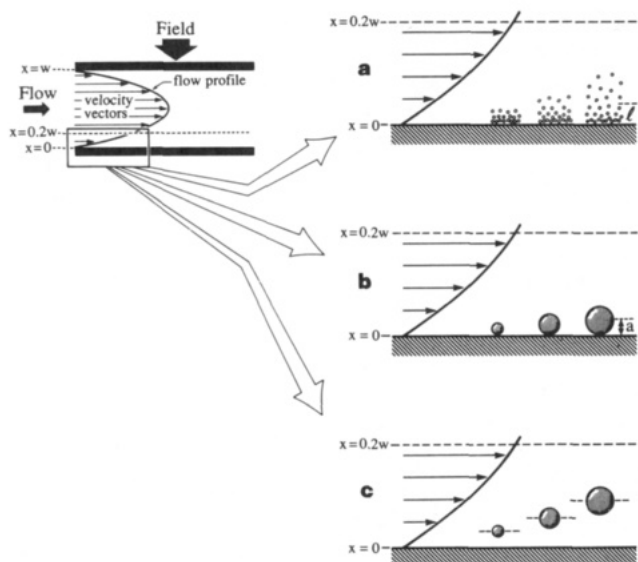 Field
x=w
flow profile
Flow
velocity
vectors
x=0.2w
x=0
x=0.2w
a
ℓ
x=0
x=0.2w
b
a
x=0
x=0.2w
c
x=0